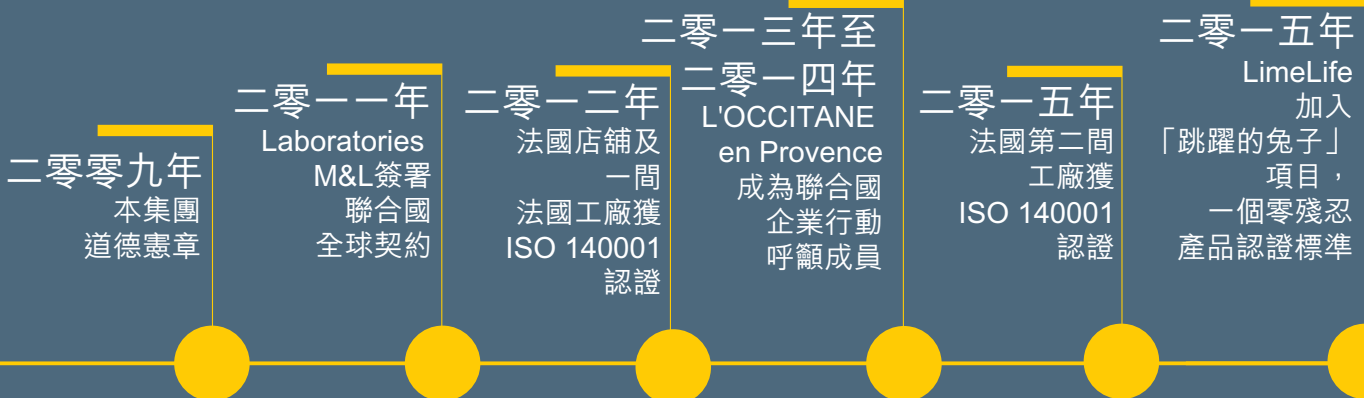 二零零九年
本集團
道德憲章
二零一一年
Laboratories
M&L簽署
聯合國
全球契約
二零一二年
法國店舖及
一間
法國工廠獲
ISO 140001
認證
二零一三年至
二零一四年
L'OCCITANE
en Provence
成為聯合國
企業行動
呼籲成員
二零一五年
法國第二間
工廠獲
ISO 140001
認證
二零一五年
LimeLife
加入
「跳躍的兔子」
項目，
一個零殘忍
產品認證標準